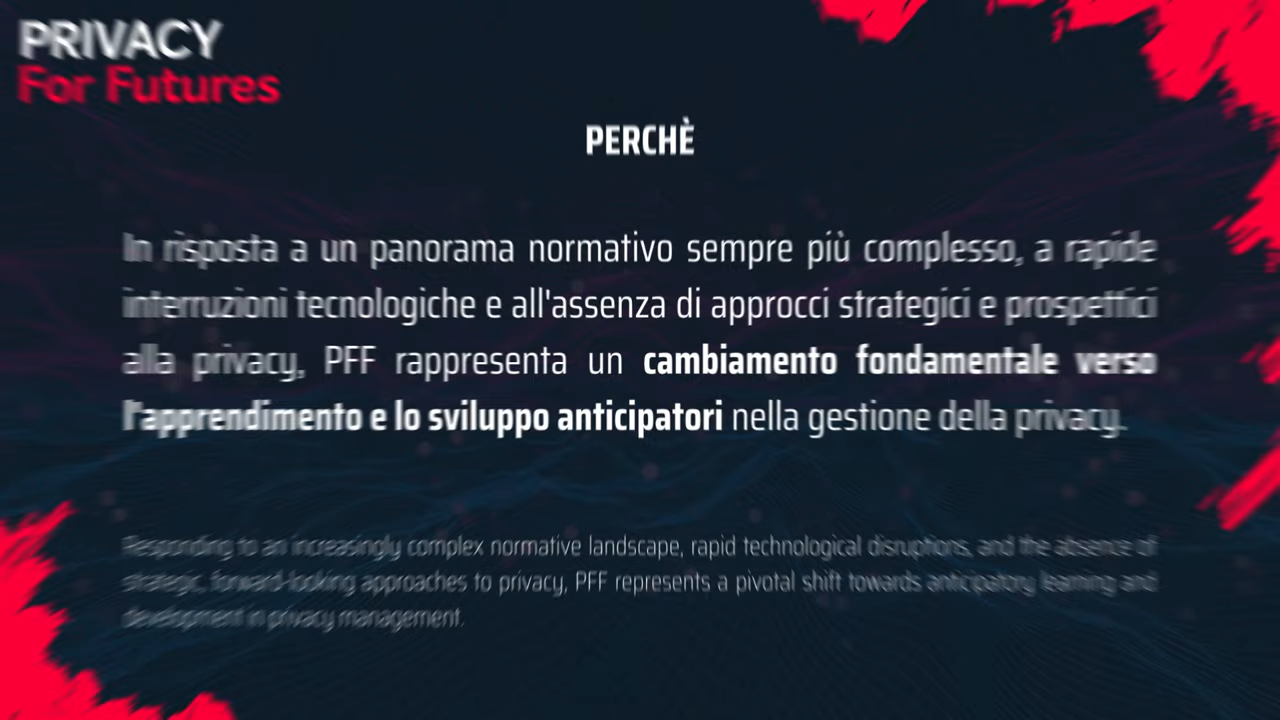 PRIVACY
For Futures
PERCHÈ
In risposta a un panorama normativo sempre più complesso, a rapide
interruzioni tecnologiche e all'assenza di approcci strategici e prospettici
alla privacy, PFF rappresenta un cambiamento fondamentale verso
l'apprendimento e lo sviluppo anticipatori nella gestione della privacy.
Responding to an increasingly complex normative landscape, rapid technological disruptions, and the absence of
strategic, forward-looking approaches to privacy, PFF represents a pivotal shift towards anticipatory learning and
development in privacy management.